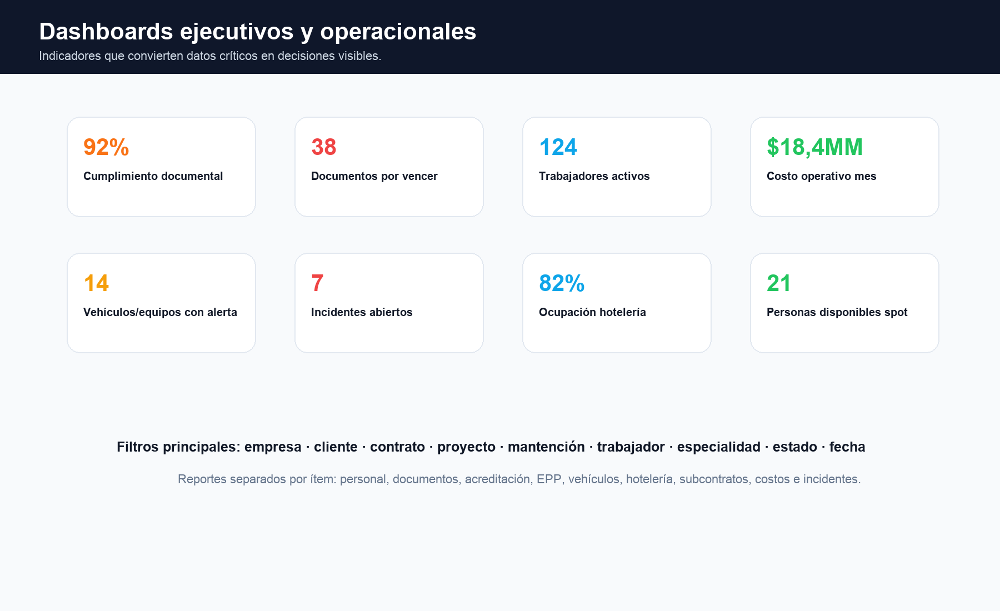 Dashboards ejecutivos y operacionales
Indicadores que convierten datos críticos en decisiones visibles.
92%
Cumplimiento documental
38
Documentos por vencer
124
Trabajadores activos
$18,4MM
Costo operativo mes
14
Vehículos/equipos con alerta
7
Incidentes abiertos
82%
Ocupación hotelería
21
Personas disponibles spot
Filtros principales: empresa · cliente · contrato · proyecto · mantención · trabajador · especialidad · estado · fecha
Reportes separados por ítem: personal, documentos, acreditación, EPP, vehículos, hotelería, subcontratos, costos e incidentes.